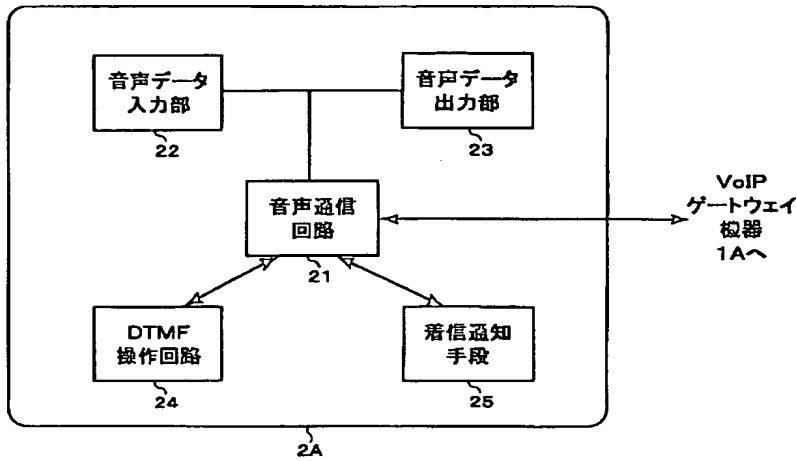 音声データ
入力部
22
音声データ
出力部
23
音声通信
回路
21
VoIP
ゲートウェイ
機器
1Aへ
DTMF
操作回路
24
着信通知
手段
25
2A